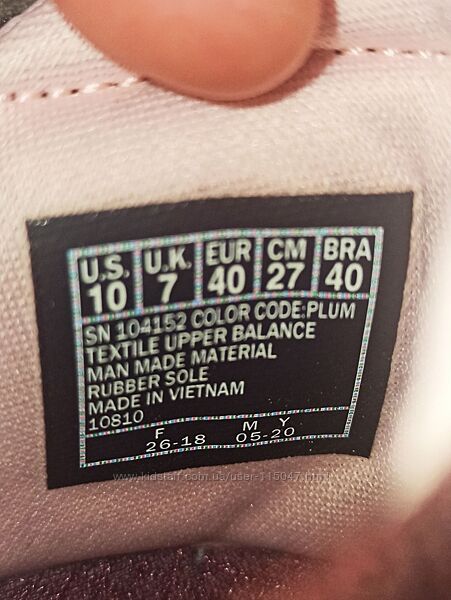 U.S. U.K. EUR CM BRA
10 7 40 27 40
SN 104152 COLOR CODE:PLUM
TEXTILE UPPER BALANCE
MAN MADE MATERIAL
RUBBER SOLE
MADE IN VIETNAM
10810
F M Y
26-18 05-20
www.kidstaff.com.ua/user-115047.html